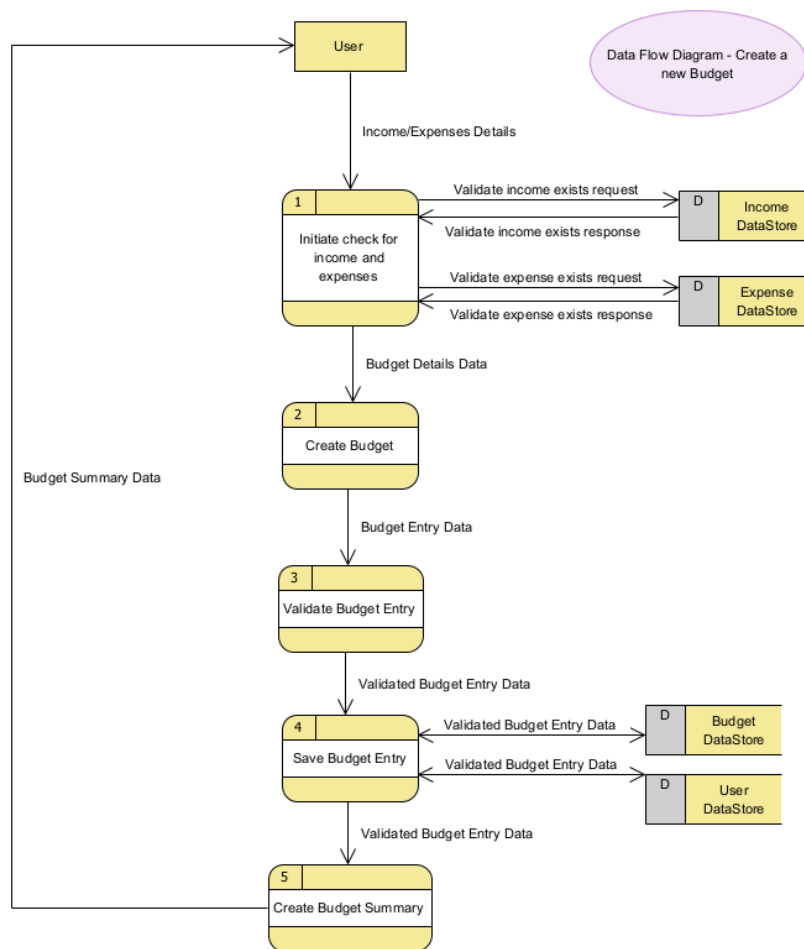 User
Data Flow Diagram - Create a
new Budget
Income/Expenses Details
1
Initiate check for
income and
expenses
Validate income exists request
Validate income exists response
D
Income
DataStore
Validate expense exists request
Validate expense exists response
D
Expense
DataStore
Budget Details Data
2
Create Budget
Budget Summary Data
Budget Entry Data
3
Validate Budget Entry
Validated Budget Entry Data
4
Save Budget Entry
Validated Budget Entry Data
D
Budget
DataStore
Validated Budget Entry Data
D
User
DataStore
Validated Budget Entry Data
5
Create Budget Summary